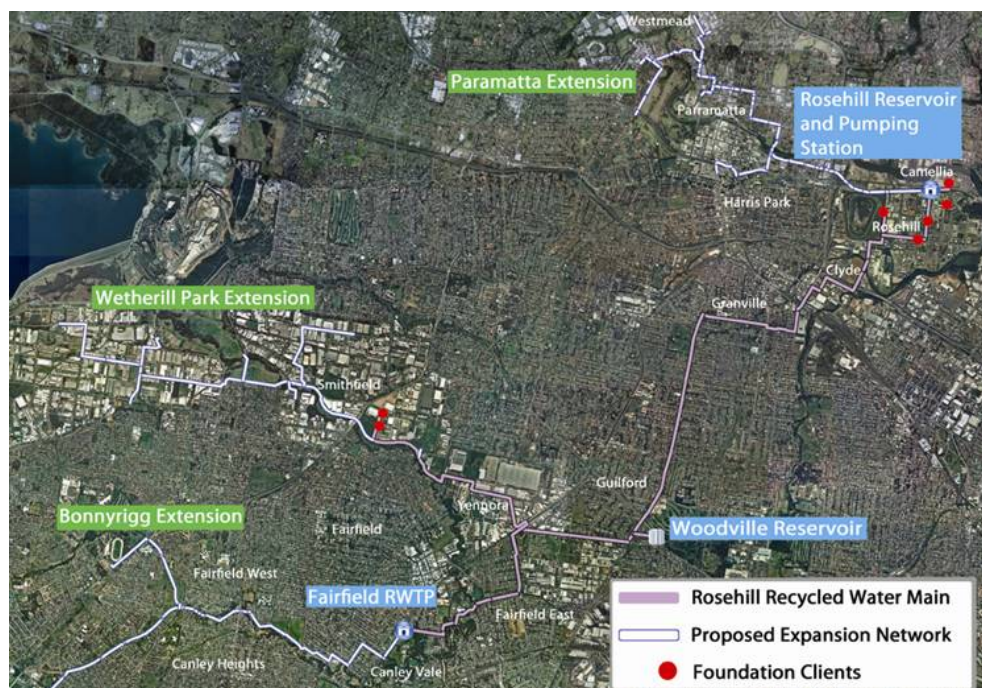 Westmead
Paramatta Extension
Parramatta
Rosehill Reservoir
and Pumping
Station
Camellia
Harris Park
Rosehill
Clyde
Wetherill Park Extension
Granville
Smithfield
Guilford
Yennora
Bonnyrigg Extension
Fairfield
Woodville Reservoir
Fairfield West
Fairfield RWTP
Fairfield East
Canley Heights
Canley Vale
Rosehill Recycled Water Main
Proposed Expansion Network
Foundation Clients